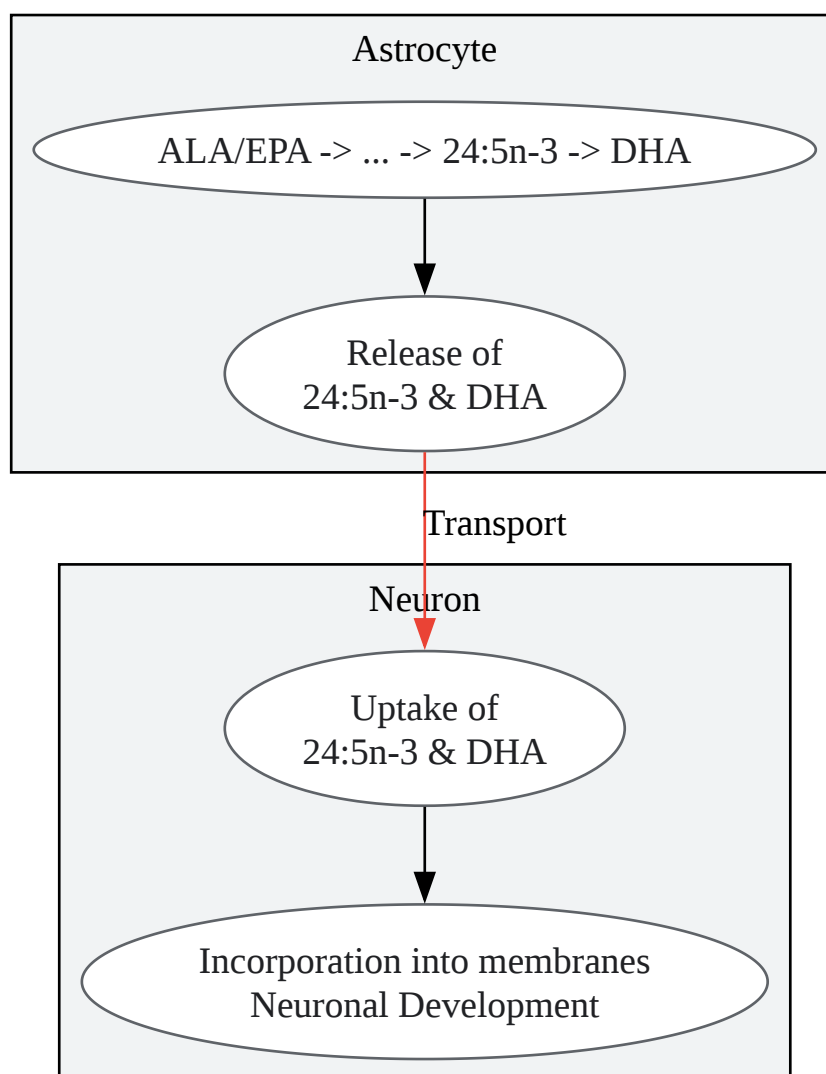 Astrocyte
ALA/EPA -> ... -> 24:5n-3 -> DHA
Release of
24:5n-3 & DHA
Transport
Neuron
Uptake of
24:5n-3 & DHA
Incorporation into membranes
Neuronal Development